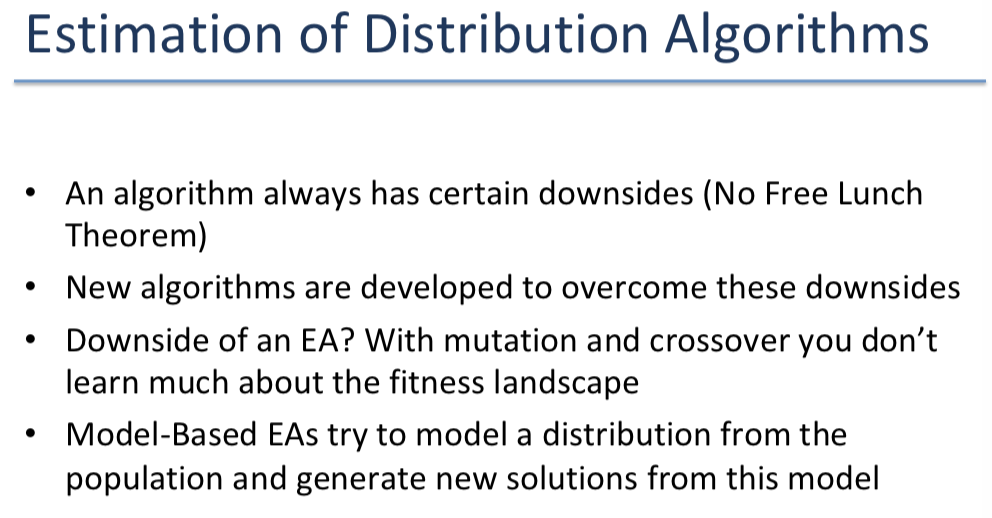 Estimation of Distribution Algorithms
• An algorithm always has certain downsides (No Free Lunch
Theorem)
• New algorithms are developed to overcome these downsides
• Downside of an EA? With mutation and crossover you don’t
learn much about the fitness landscape
• Model-Based EAs try to model a distribution from the
population and generate new solutions from this model